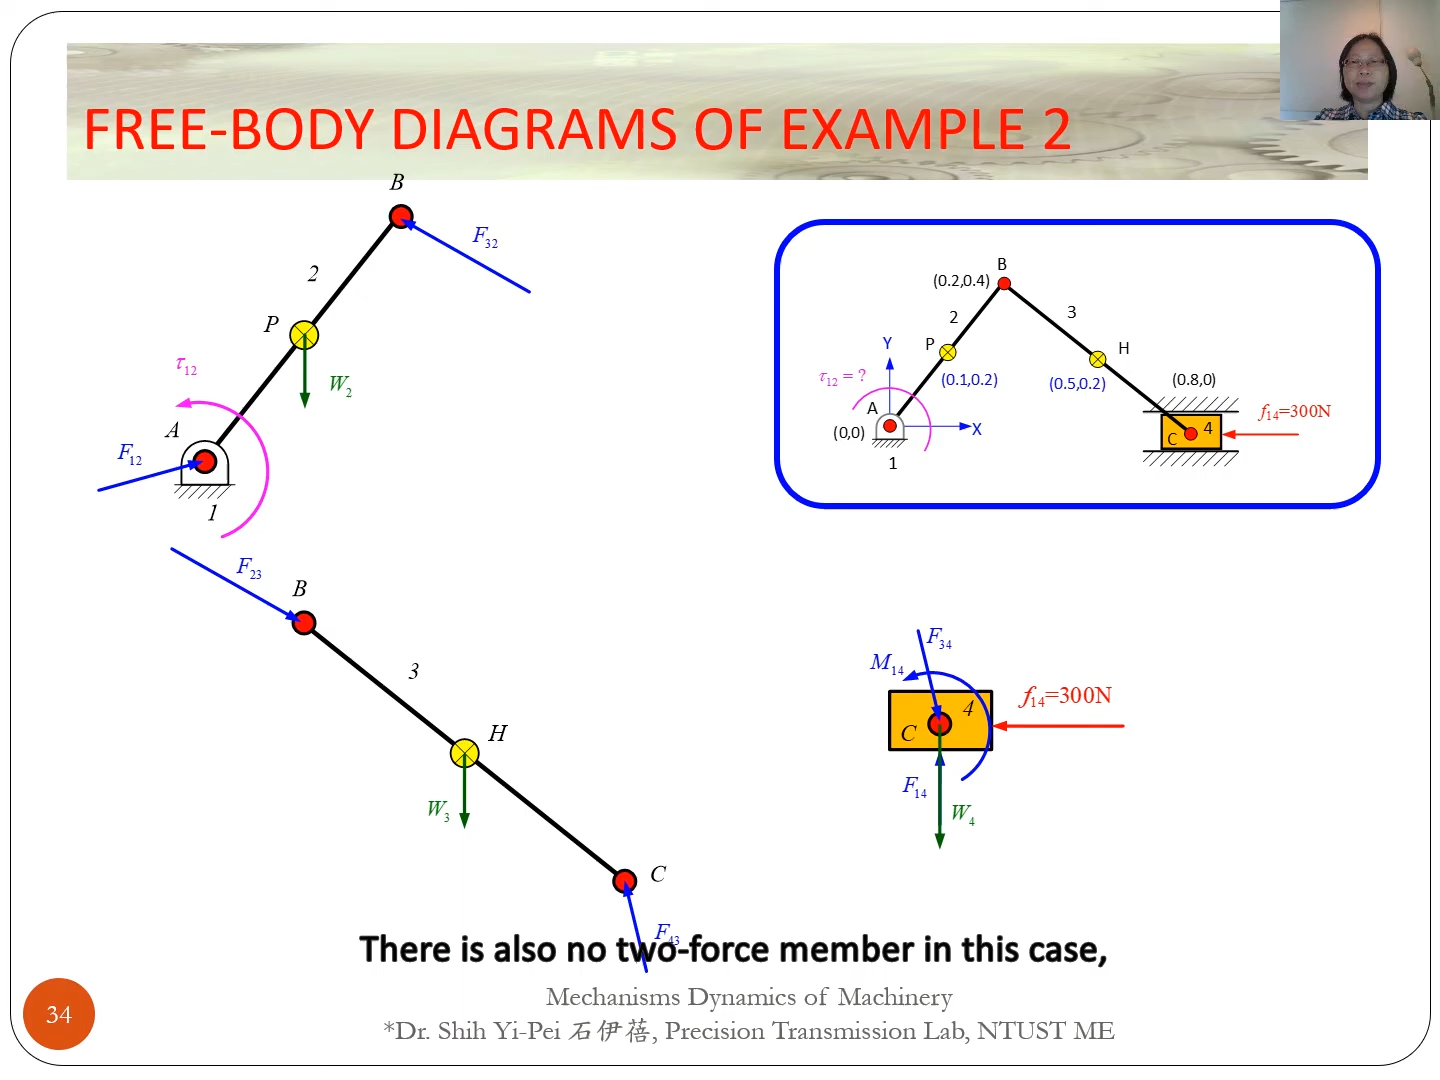 FREE-BODY DIAGRAMS OF EXAMPLE 2
B
F32
2
P
τ12
W2
A
F12
1
B
(0.2,0.4)
2
3
Y
P
H
τ12 = ?
(0.1,0.2)
(0.5,0.2)
(0.8,0)
A
f14=300N
(0,0)
X
C
4
1
F23
B
3
H
W3
C
F43
F34
M14
4
f14=300N
C
F14
W4
There is also no two-force member in this case,
34
Mechanisms Dynamics of Machinery
*Dr. Shih Yi-Pei 石伊蓓, Precision Transmission Lab, NTUST ME